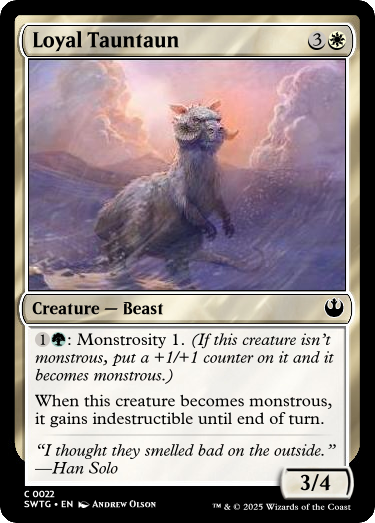 Loyal Tauntaun 3
Creature — Beast
1: Monstrosity 1. (If this creature isn't
monstrous, put a +1/+1 counter on it and it
becomes monstrous.)
When this creature becomes monstrous,
it gains indestructible until end of turn.
"I thought they smelled bad on the outside."
—Han Solo
3/4
C 0022
SWTG • EN Andrew Olson
™ & © 2025 Wizards of the Coast